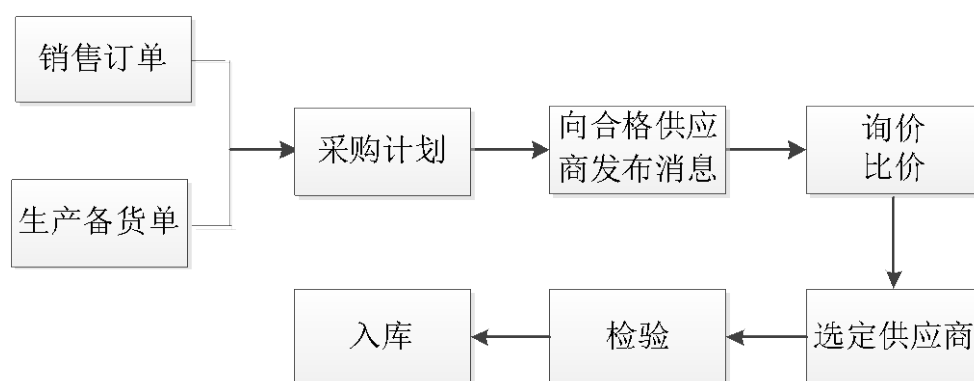 销售订单
生产备货单
采购计划
向合格供应
商发布消息
询价
比价
选定供应商
检验
入库